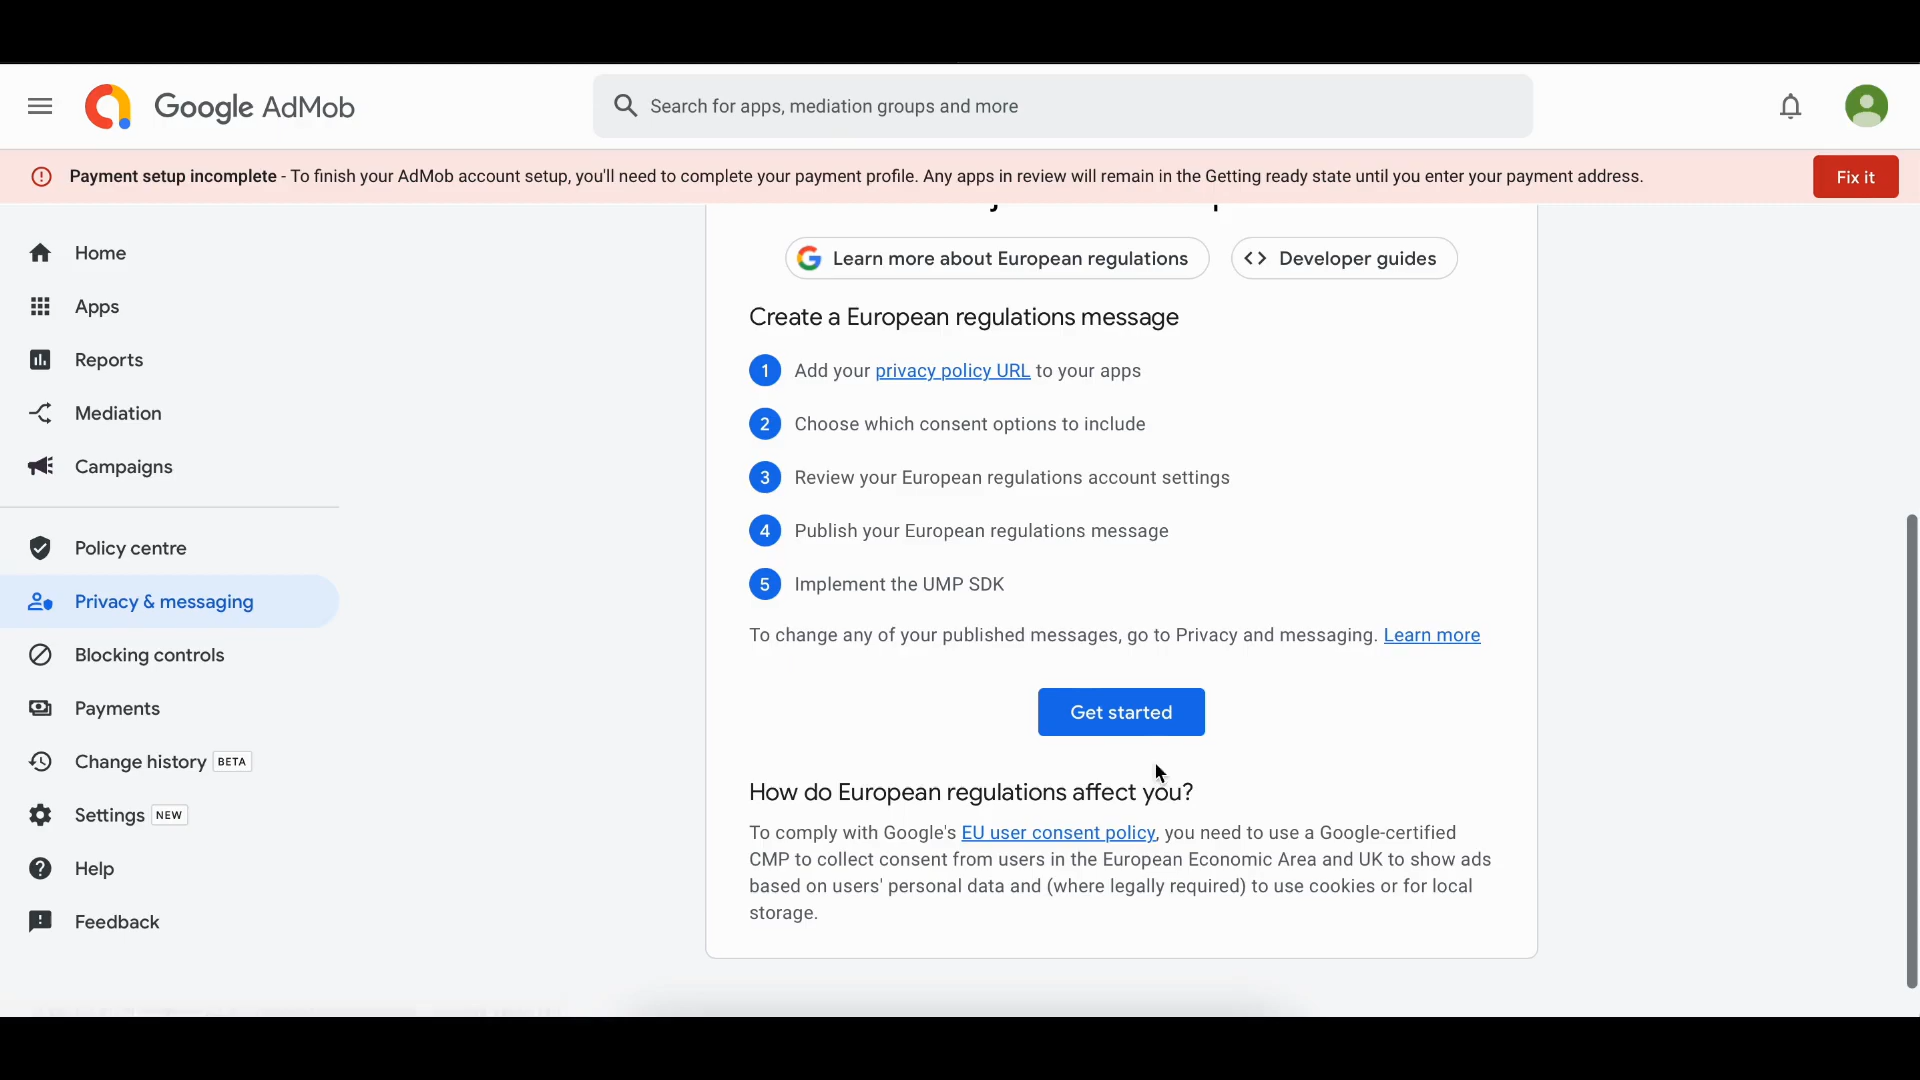 Google AdMob
Search for apps, mediation groups and more
Payment setup incomplete - To finish your AdMob account setup, you'll need to complete your payment profile. Any apps in review will remain in the Getting ready state until you enter your payment address.
Fix it
Home
Apps
Reports
Mediation
Campaigns
Policy centre
Privacy & messaging
Blocking controls
Payments
Change history BETA
Settings NEW
Help
Feedback
Learn more about European regulations
Developer guides
Create a European regulations message
1 Add your privacy policy URL to your apps
2 Choose which consent options to include
3 Review your European regulations account settings
4 Publish your European regulations message
5 Implement the UMP SDK
To change any of your published messages, go to Privacy and messaging. Learn more
Get started
How do European regulations affect you?
To comply with Google's EU user consent policy, you need to use a Google-certified
CMP to collect consent from users in the European Economic Area and UK to show ads
based on users' personal data and (where legally required) to use cookies or for local
storage.